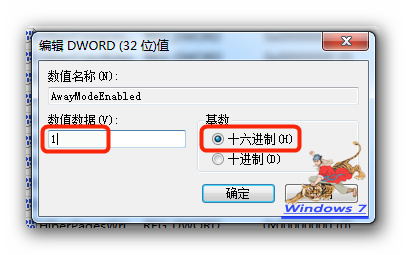 编辑 DWORD (32 位)值
数值名称(N):
AwayModeEnabled
数值数据(V):
1
基数
十六进制(H)
十进制(D)
确定
Windows 7